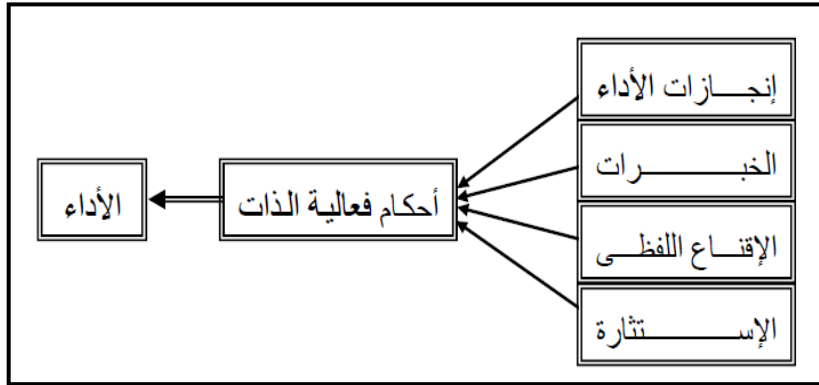 إنجازات الأداء
الخبرات
الإقناع اللفظى
الإستثارة
أحكام فعالية الذات
الأداء